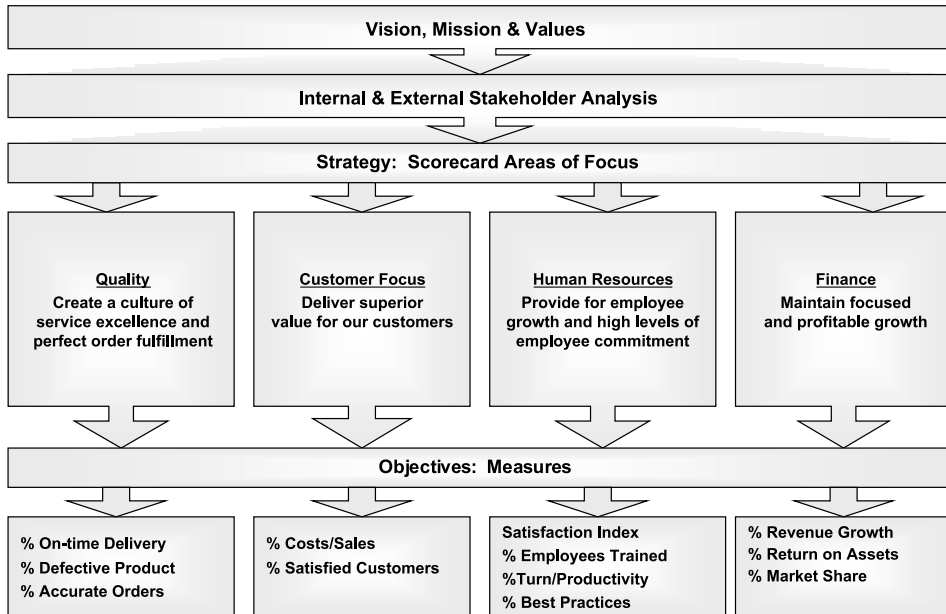 Vision, Mission & Values
Internal & External Stakeholder Analysis
Strategy: Scorecard Areas of Focus
Quality
Create a culture of
service excellence and
perfect order fulfillment
Customer Focus
Deliver superior
value for our customers
Human Resources
Provide for employee
growth and high levels of
employee commitment
Finance
Maintain focused
and profitable growth
Objectives: Measures
% On-time Delivery
% Defective Product
% Accurate Orders
% Costs/Sales
% Satisfied Customers
Satisfaction Index
% Employees Trained
%Turn/Productivity
% Best Practices
% Revenue Growth
% Return on Assets
% Market Share